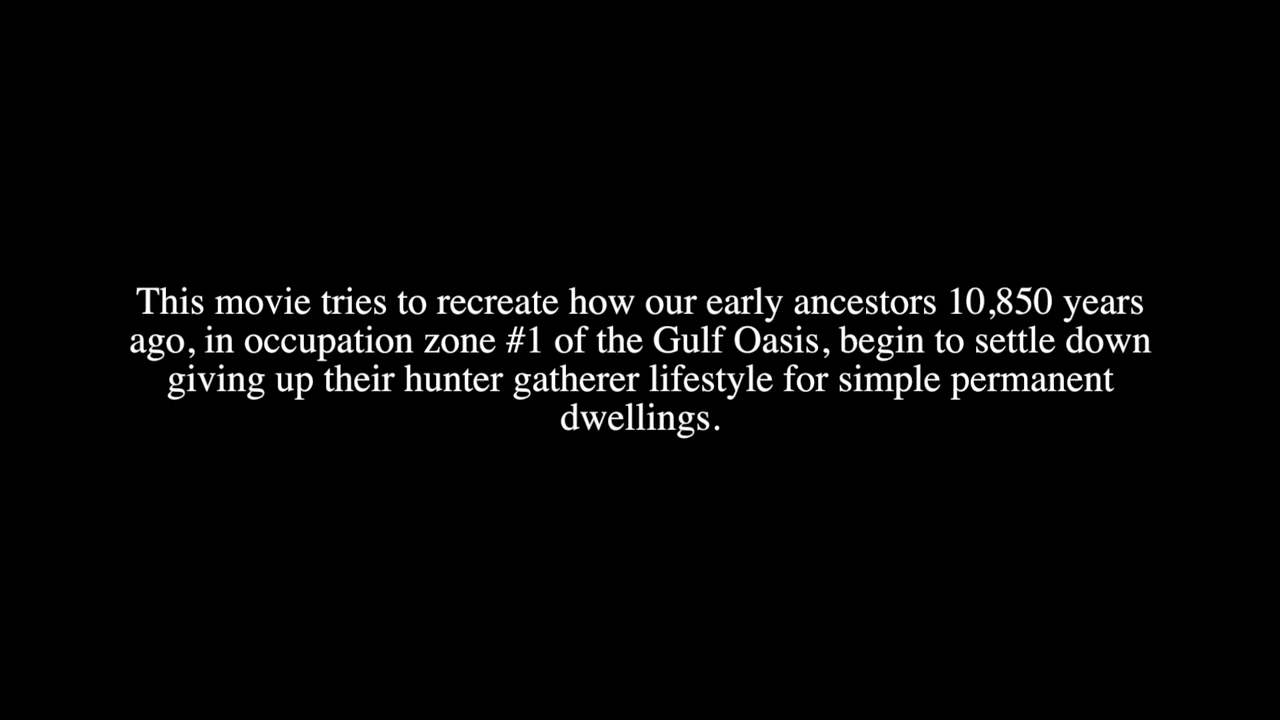 This movie tries to recreate how our early ancestors 10,850 years
ago, in occupation zone #1 of the Gulf Oasis, begin to settle down
giving up their hunter gatherer lifestyle for simple permanent
dwellings.